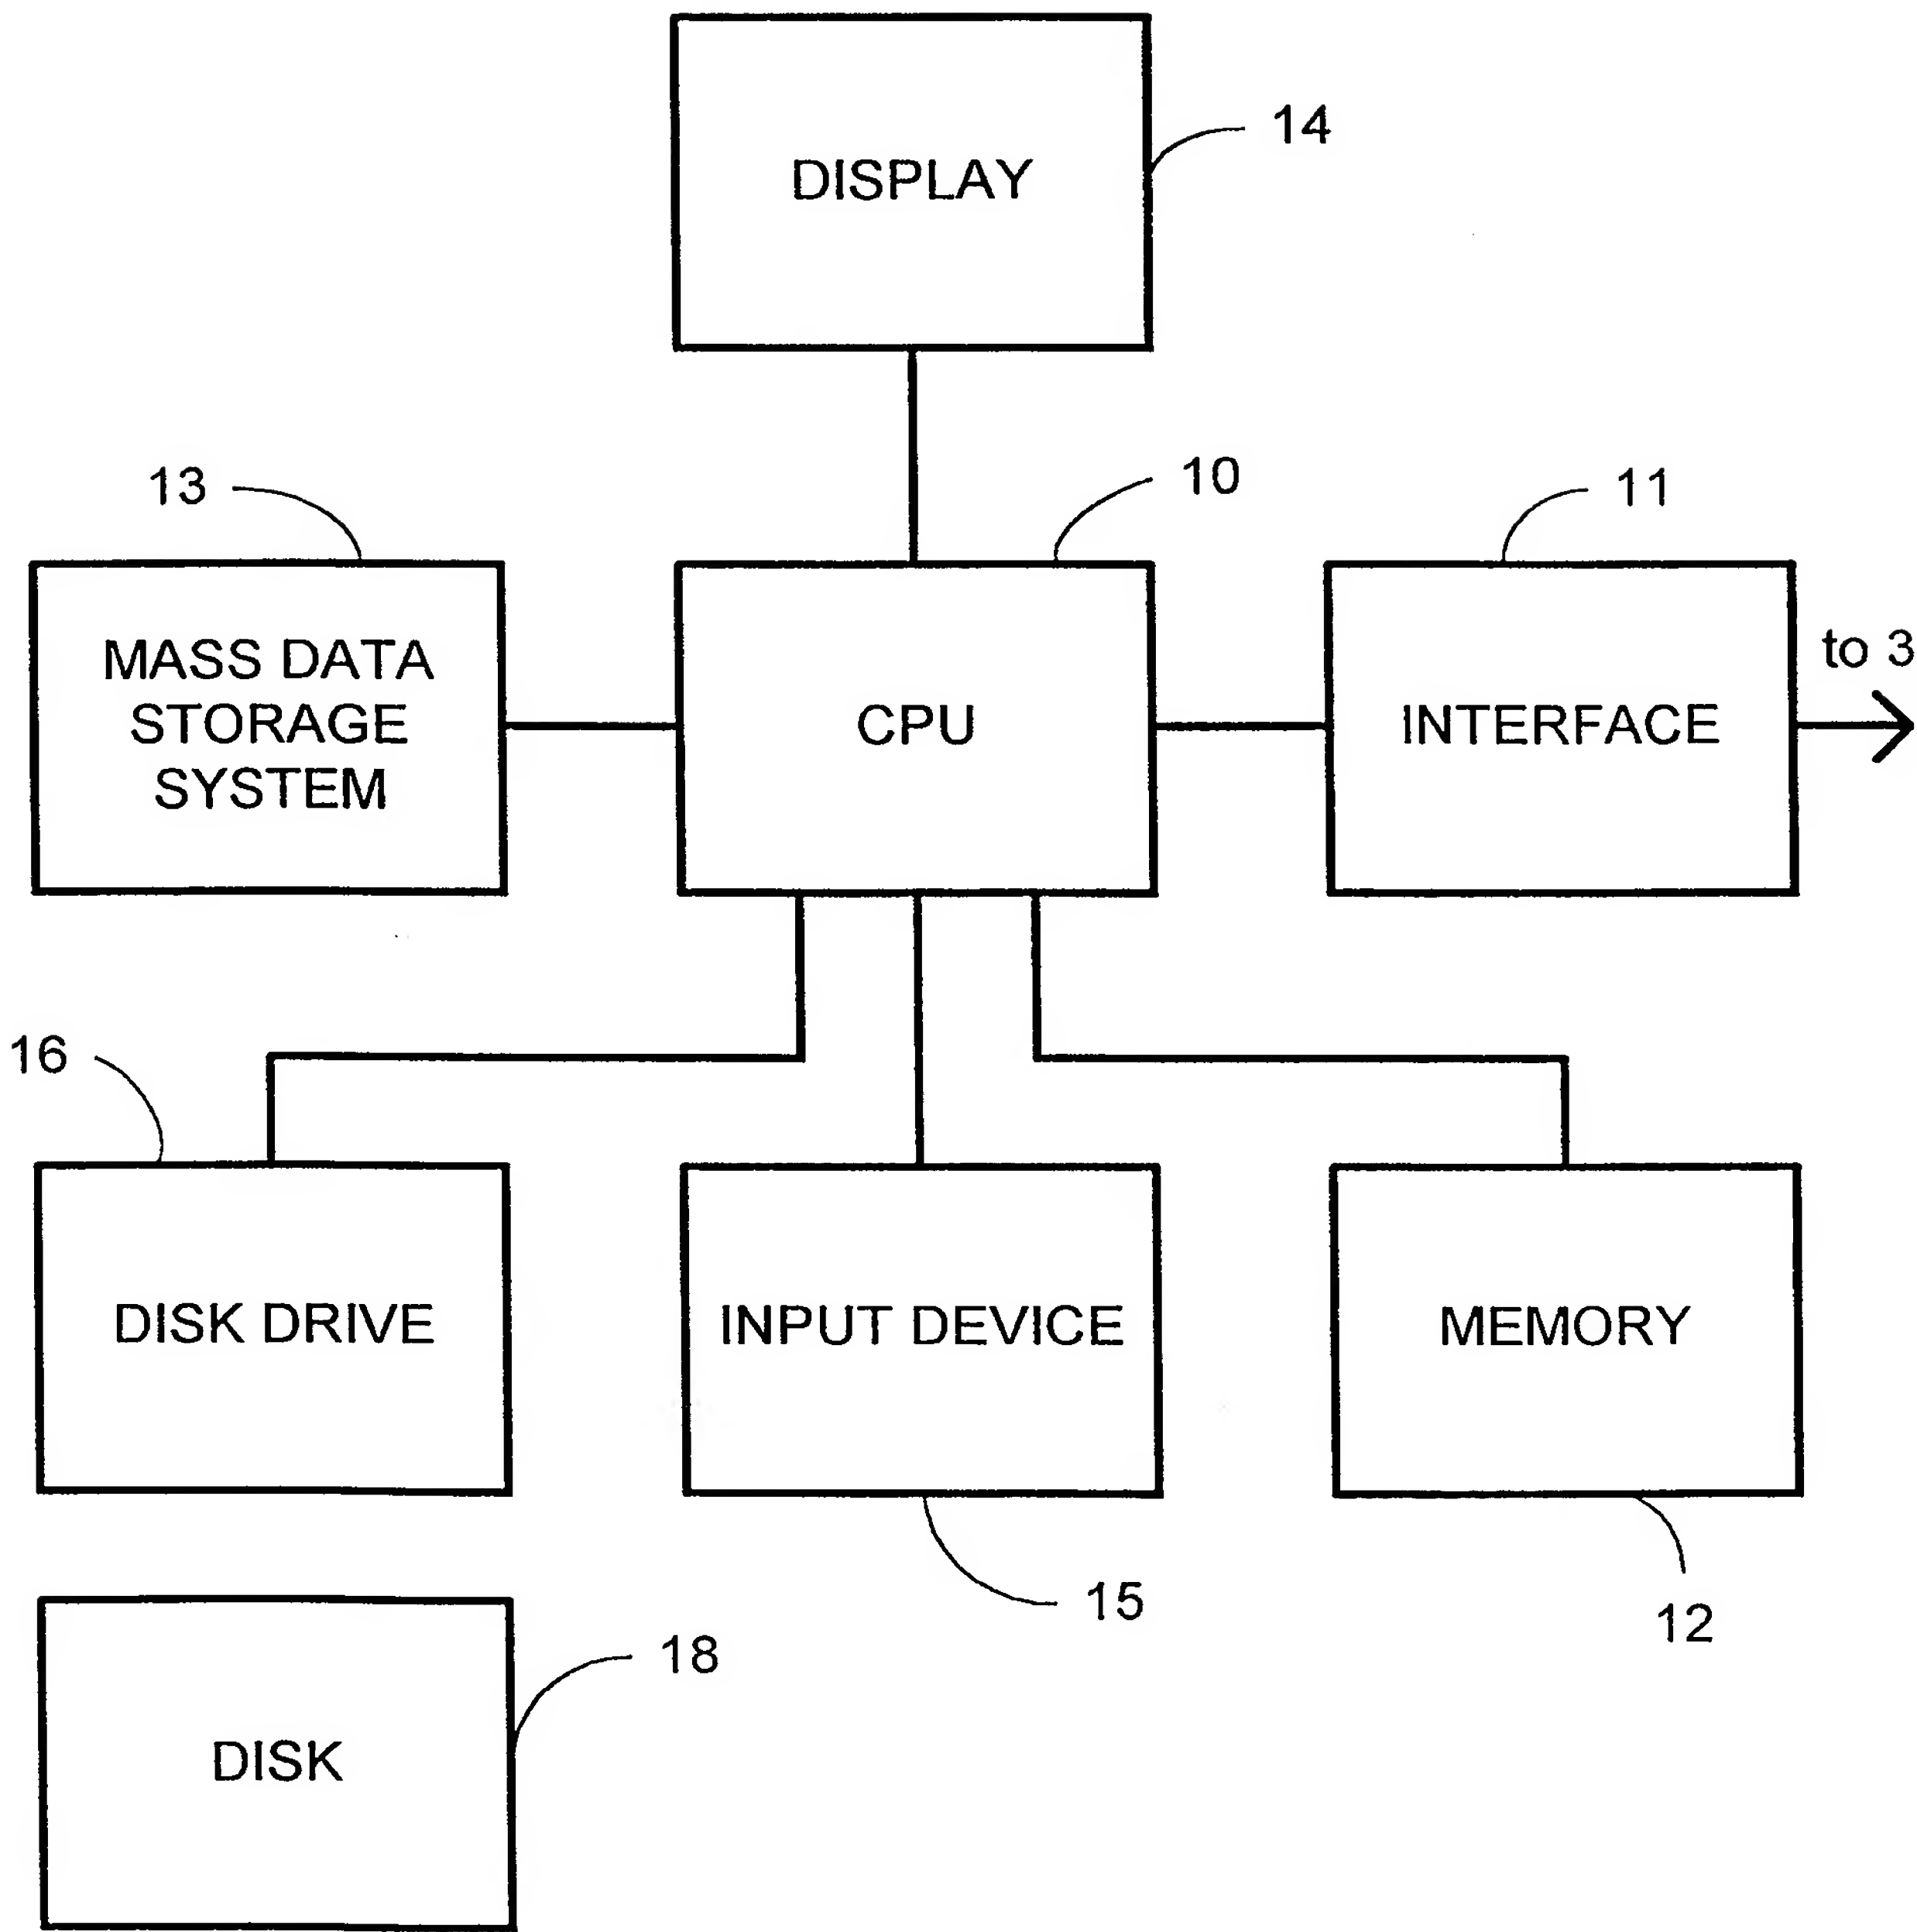 14
DISPLAY
13
10
11
MASS DATA
STORAGE
SYSTEM
CPU
INTERFACE
to 3
16
DISK DRIVE
INPUT DEVICE
MEMORY
15
12
18
DISK